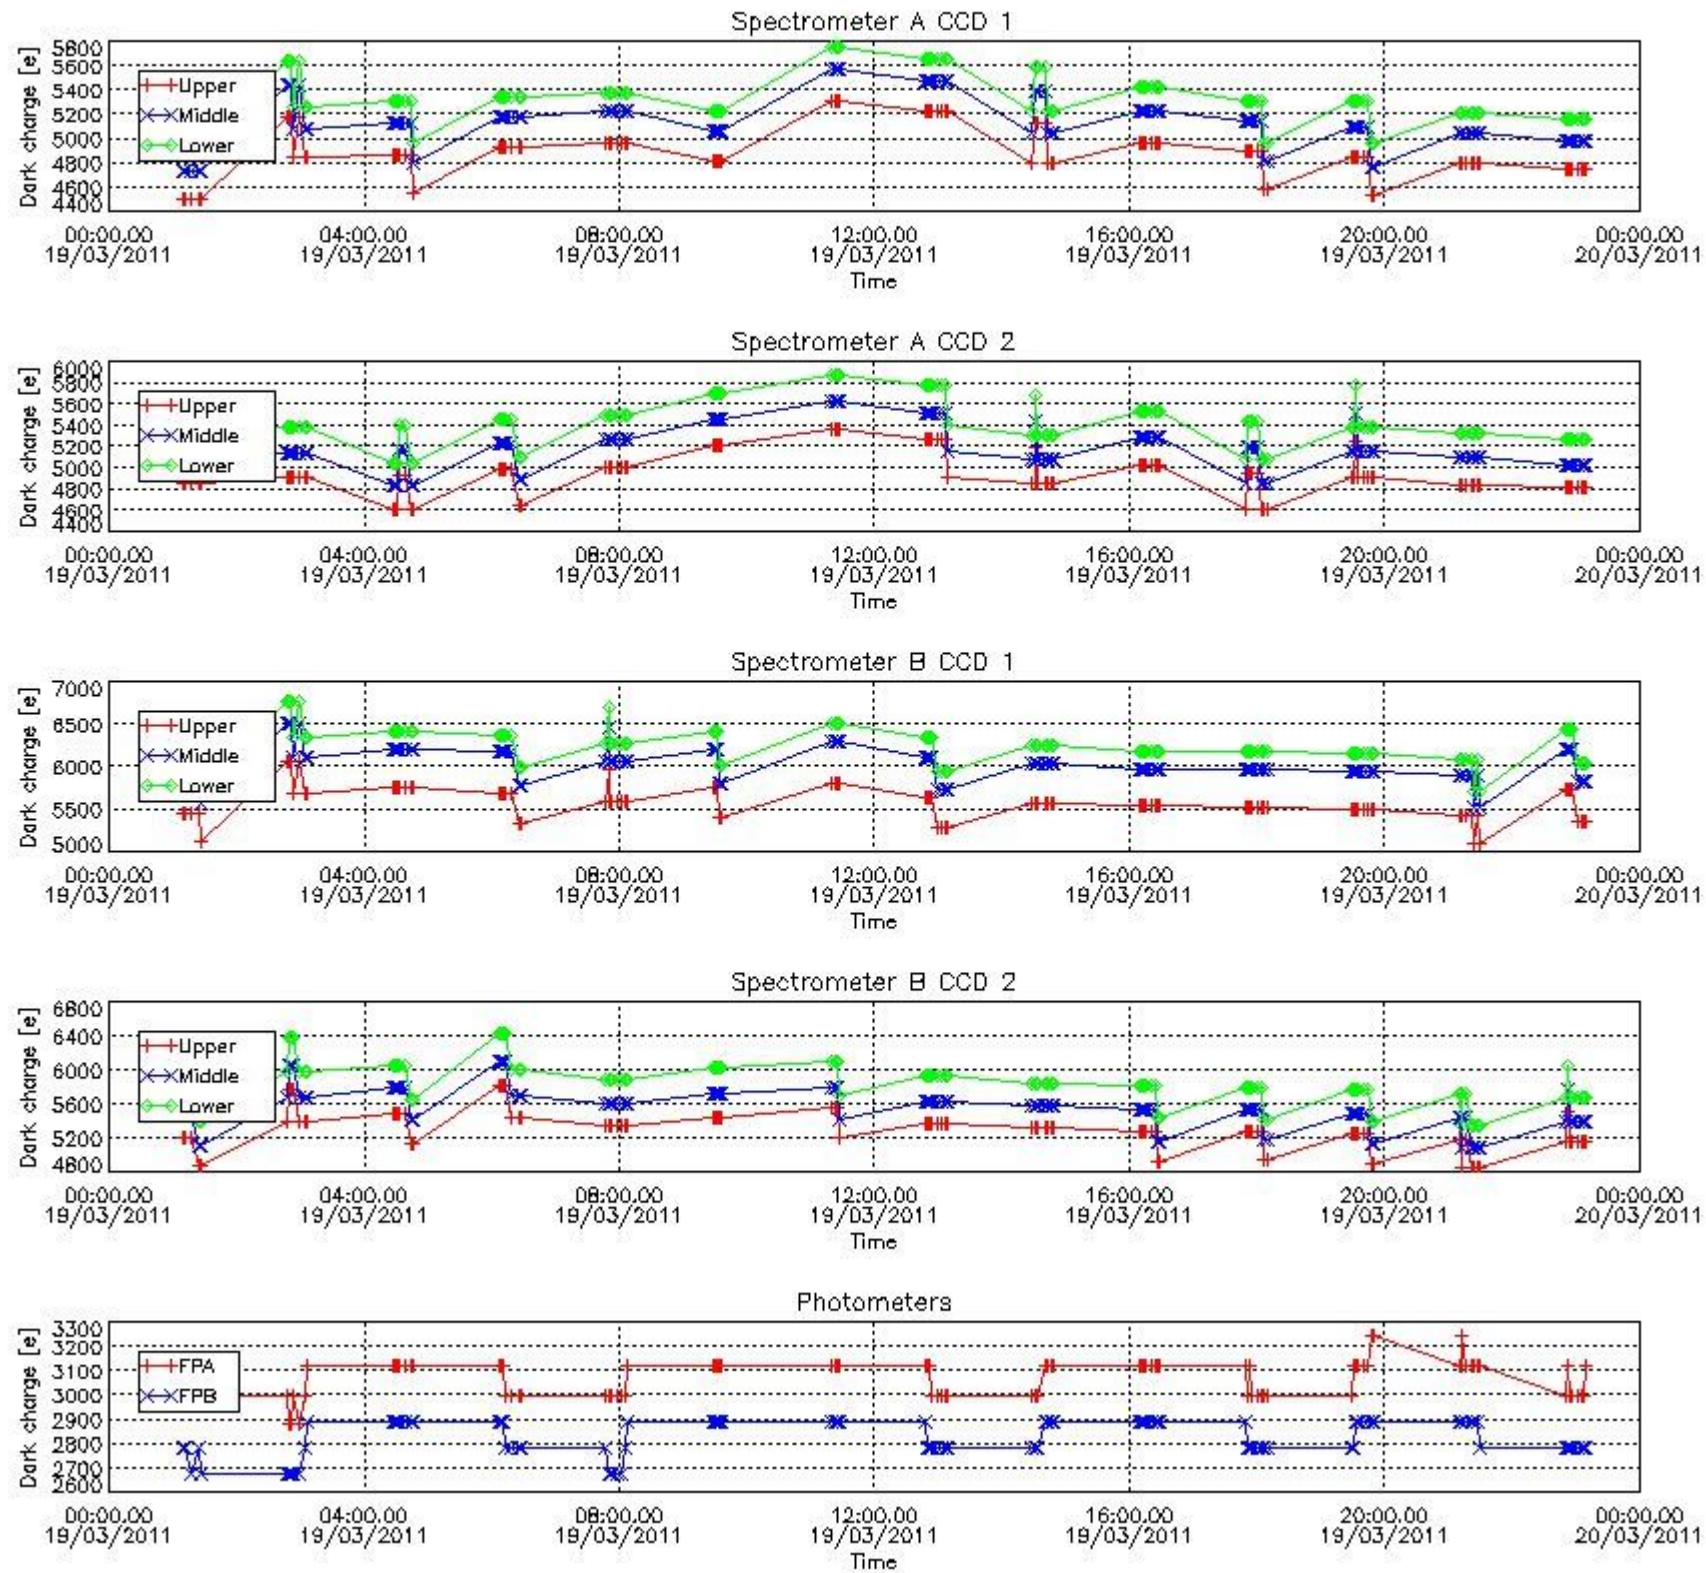 Spectrometer A CCD 1
Dark charge [e]
5800
5600
5400
5200
5000
4800
4600
4400
Upper
Middle
Lower
00:00.00 04:00.00 08:00.00 12:00.00 16:00.00 20:00.00 00:00.00
19/03/2011 19/03/2011 19/03/2011 19/03/2011 19/03/2011 19/03/2011 20/03/2011
Time
Spectrometer A CCD 2
Dark charge [e]
6000
5800
5600
5400
5200
5000
4800
4600
4400
Upper
Middle
Lower
00:00.00 04:00.00 08:00.00 12:00.00 16:00.00 20:00.00 00:00.00
19/03/2011 19/03/2011 19/03/2011 19/03/2011 19/03/2011 19/03/2011 20/03/2011
Time
Spectrometer B CCD 1
Dark charge [e]
7000
6500
6000
5500
5000
Upper
Middle
Lower
00:00.00 04:00.00 08:00.00 12:00.00 16:00.00 20:00.00 00:00.00
19/03/2011 19/03/2011 19/03/2011 19/03/2011 19/03/2011 19/03/2011 20/03/2011
Time
Spectrometer B CCD 2
Dark charge [e]
6800
6400
6000
5600
5200
4800
Upper
Middle
Lower
00:00.00 04:00.00 08:00.00 12:00.00 16:00.00 20:00.00 00:00.00
19/03/2011 19/03/2011 19/03/2011 19/03/2011 19/03/2011 19/03/2011 20/03/2011
Time
Photometers
Dark charge [e]
3300
3200
3100
3000
2900
2800
2700
2600
FPA
FPB
00:00.00 04:00.00 08:00.00 12:00.00 16:00.00 20:00.00 00:00.00
19/03/2011 19/03/2011 19/03/2011 19/03/2011 19/03/2011 19/03/2011 20/03/2011
Time